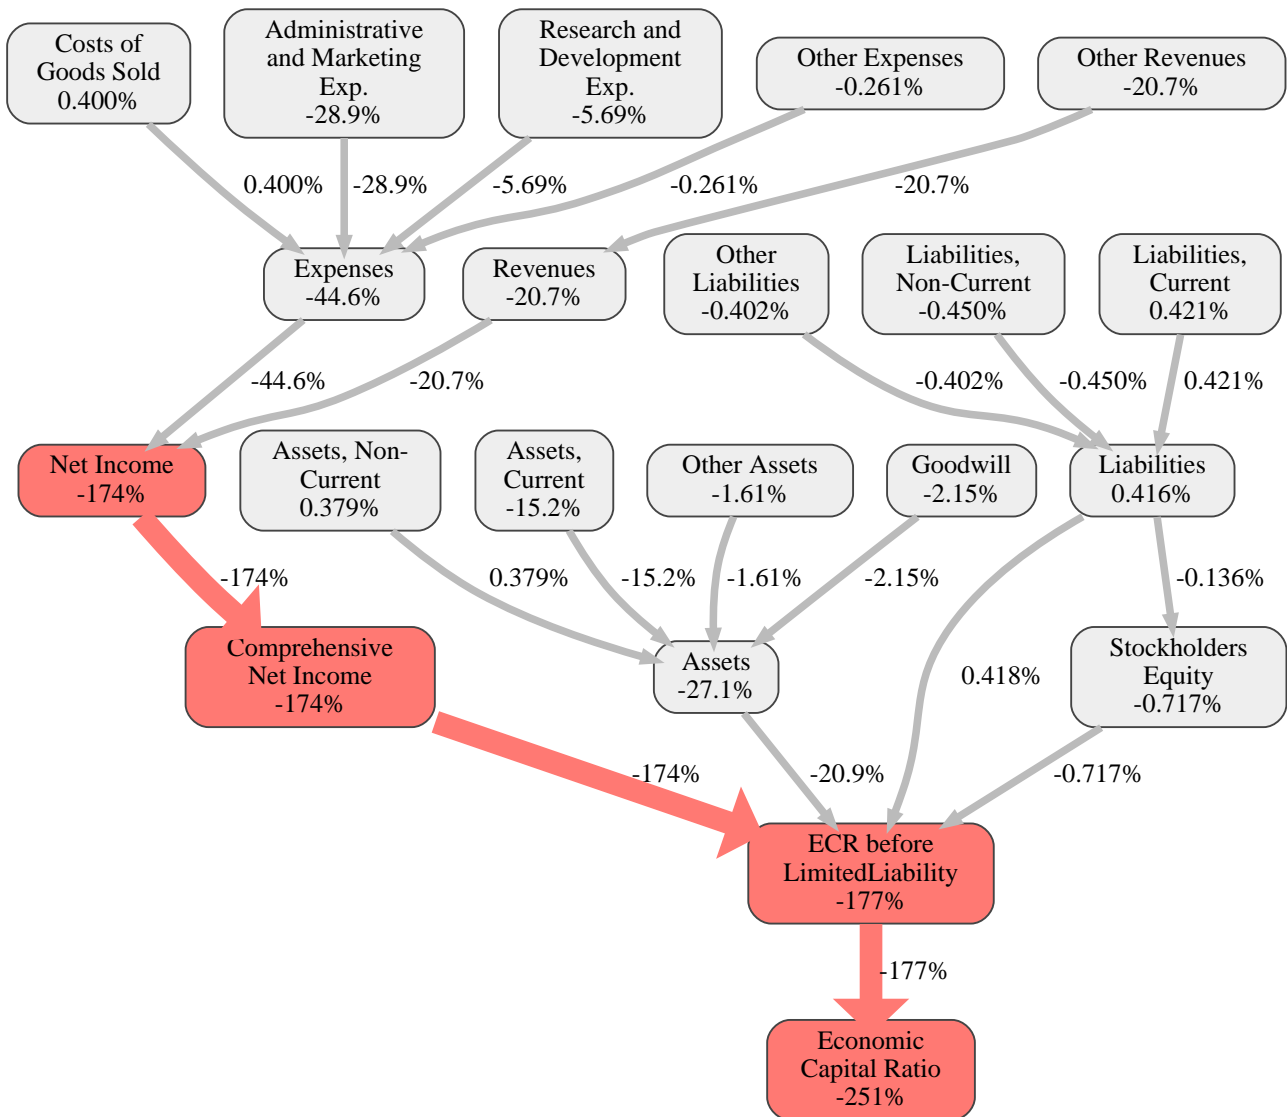 Costs of
Goods Sold
0.400%
Administrative
and Marketing
Exp.
-28.9%
Research and
Development
Exp.
-5.69%
Other Expenses
-0.261%
Other Revenues
-20.7%
0.400%
-28.9%
-5.69%
-0.261%
-20.7%
Expenses
-44.6%
Revenues
-20.7%
Other
Liabilities
-0.402%
Liabilities,
Non-Current
-0.450%
Liabilities,
Current
0.421%
-44.6%
-20.7%
-0.402%
-0.450%
0.421%
Net Income
-174%
Assets, Non-
Current
0.379%
Assets,
Current
-15.2%
Other Assets
-1.61%
Goodwill
-2.15%
Liabilities
0.416%
-174%
0.379%
-15.2%
-1.61%
-2.15%
-0.136%
Comprehensive
Net Income
-174%
Assets
-27.1%
0.418%
Stockholders
Equity
-0.717%
-174%
-20.9%
-0.717%
ECR before
LimitedLiability
-177%
-177%
Economic
Capital Ratio
-251%